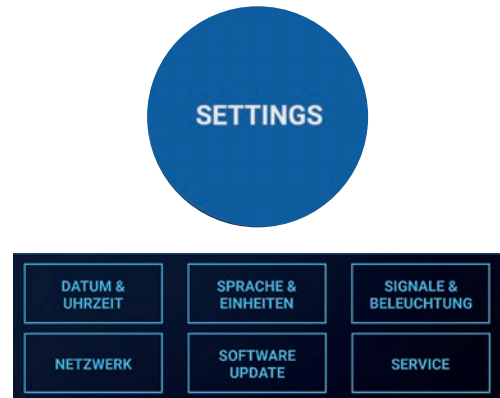 SETTINGS
DATUM &
UHRZEIT
SPRACHE &
EINHEITEN
SIGNALE &
BELEUCHTUNG
NETZWERK
SOFTWARE
UPDATE
SERVICE